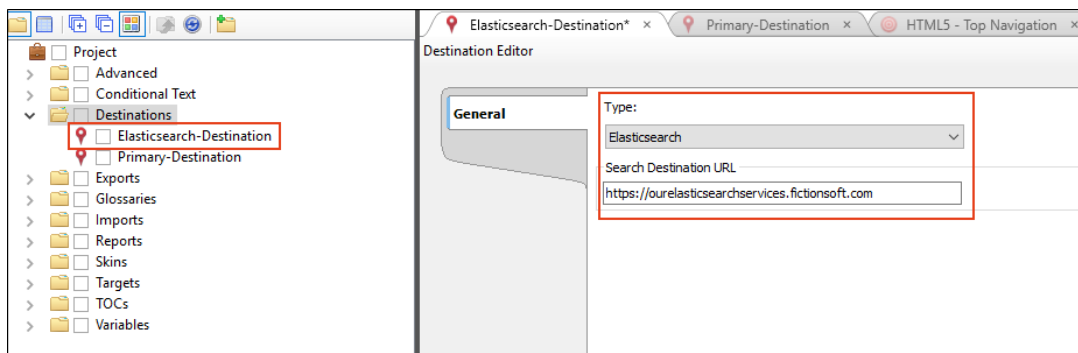 Elasticsearch-Destination* ×
Primary-Destination ×
HTML5 - Top Navigation ×
Project
Advanced
Conditional Text
Destinations
Elasticsearch-Destination
Primary-Destination
Exports
Glossaries
Imports
Reports
Skins
Targets
TOCs
Variables
Destination Editor
General
Type:
Elasticsearch
Search Destination URL
https://ourelasticsearchservices.fictionsoft.com